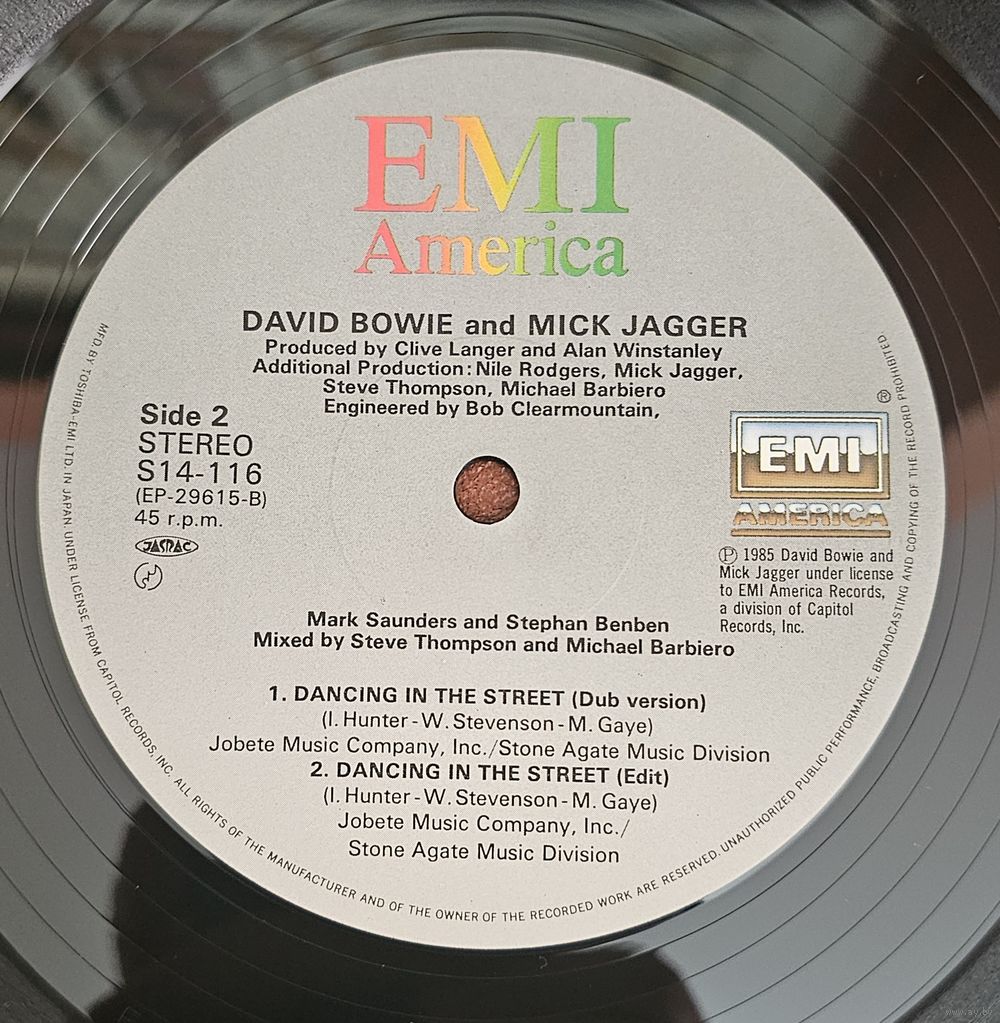 EMI
America
DAVID BOWIE and MICK JAGGER
Produced by Clive Langer and Alan Winstanley
Additional Production: Nile Rodgers, Mick Jagger,
Steve Thompson, Michael Barbiero
Engineered by Bob Clearmountain,
Side 2
STEREO
S14-116
(EP-29615-B)
45 r.p.m.
JASRAC
®
EMI
AMERICA
Ⓟ 1985 David Bowie and
Mick Jagger under license
to EMI America Records,
a division of Capitol
Records, Inc.
Mark Saunders and Stephan Benben
Mixed by Steve Thompson and Michael Barbiero
1. DANCING IN THE STREET (Dub version)
(I. Hunter-W. Stevenson-M. Gaye)
Jobete Music Company, Inc./Stone Agate Music Division
2. DANCING IN THE STREET (Edit)
(I. Hunter-W. Stevenson-M. Gaye)
Jobete Music Company, Inc./
Stone Agate Music Division
MFD. BY TOSHIBA-EMI LTD. IN JAPAN UNDER LICENSE FROM CAPITOL RECORDS, INC. ALL RIGHTS OF THE MANUFACTURER AND OF THE OWNER OF THE RECORDED WORK ARE RESERVED. UNAUTHORIZED PUBLIC PERFORMANCE, BROADCASTING AND COPYING OF THE RECORD PROHIBITED
www.ay.by